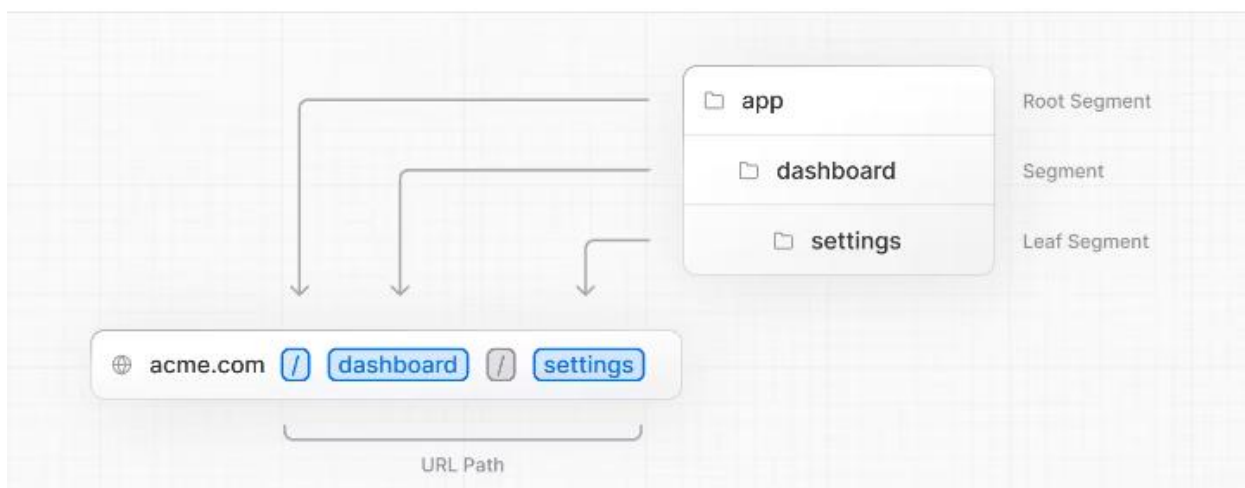 app Root Segment
dashboard Segment
settings Leaf Segment
acme.com / dashboard / settings
URL Path